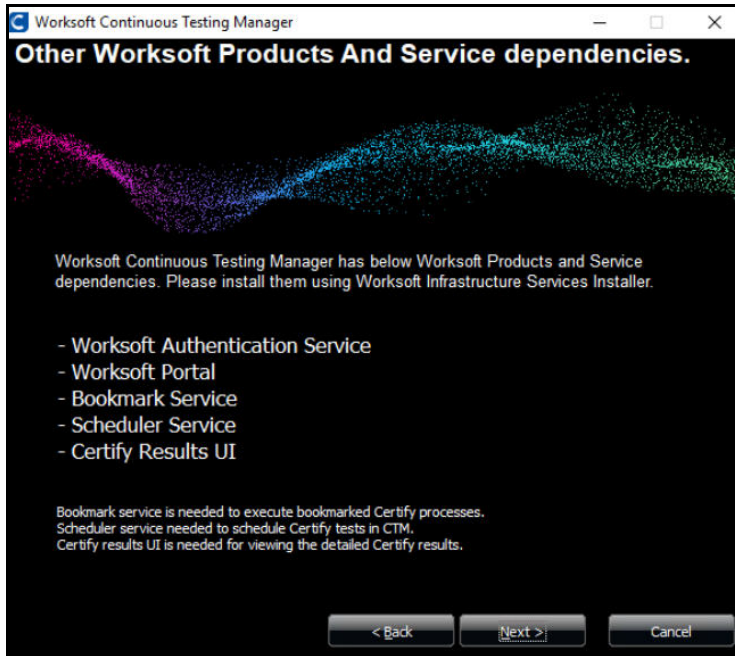 Worksoft Continuous Testing Manager
Other Worksoft Products And Service dependencies.
Worksoft Continuous Testing Manager has below Worksoft Products and Service
dependencies. Please install them using Worksoft Infrastructure Services Installer.
- Worksoft Authentication Service
- Worksoft Portal
- Bookmark Service
- Scheduler Service
- Certify Results UI
Bookmark service is needed to execute bookmarked Certify processes.
Scheduler service needed to schedule Certify tests in CTM.
Certify results UI is needed for viewing the detailed Certify results.
< Back Next > Cancel